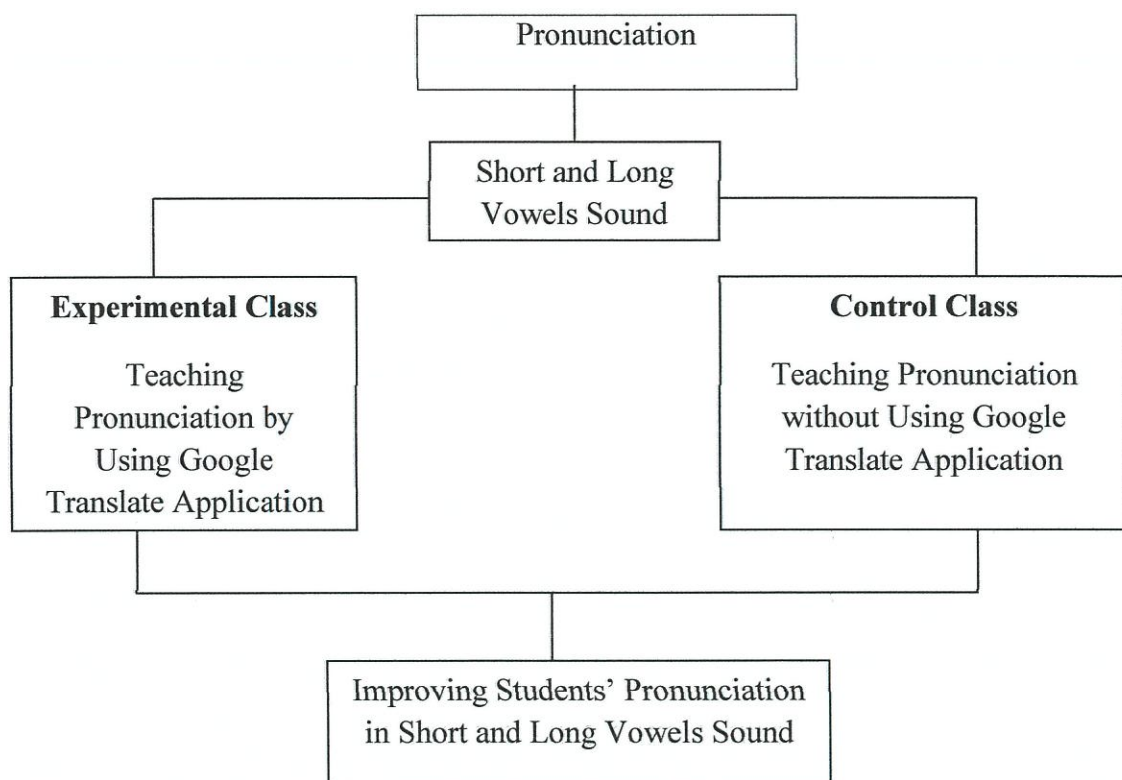 Pronunciation
Short and Long
Vowels Sound
Experimental Class
Teaching
Pronunciation by
Using Google
Translate Application
Control Class
Teaching Pronunciation
without Using Google
Translate Application
Improving Students’ Pronunciation
in Short and Long Vowels Sound